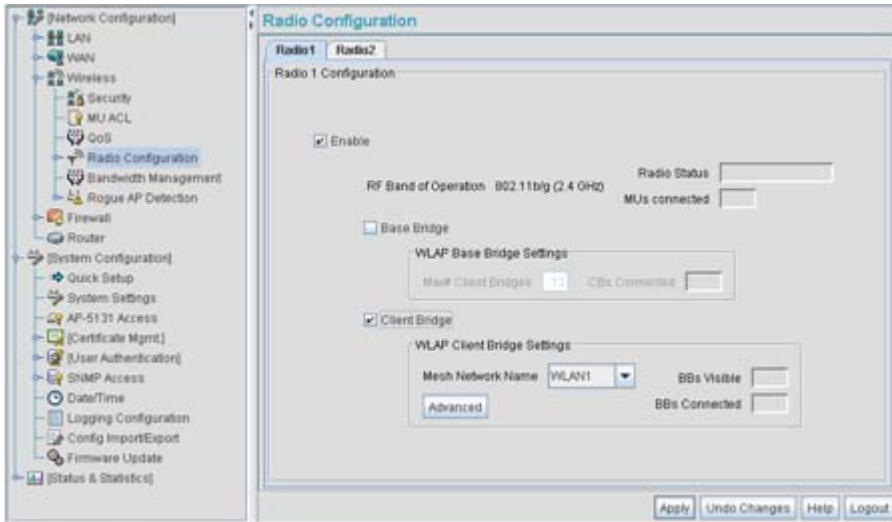 [Network Configuration]
LAN
WAN
Wireless
Security
MU ACL
QoS
Radio Configuration
Bandwidth Management
Rogue AP Detection
Firewall
Router
[System Configuration]
Quick Setup
System Settings
AP-5131 Access
[Certificate Mgmt.]
[User Authentication]
SNMP Access
Date/Time
Logging Configuration
Config Import/Export
Firmware Update
[Status & Statistics]
Radio Configuration
Radio1 Radio2
Radio 1 Configuration
Enable
RF Band of Operation 802.11b/g (2.4 GHz)
Radio Status
MUs connected
Base Bridge
WLAP Base Bridge Settings
Max# Client Bridges 12 CBs Connected
Client Bridge
WLAP Client Bridge Settings
Mesh Network Name WLAN1
BBs Visible
Advanced
BBs Connected
Apply Undo Changes Help Logout